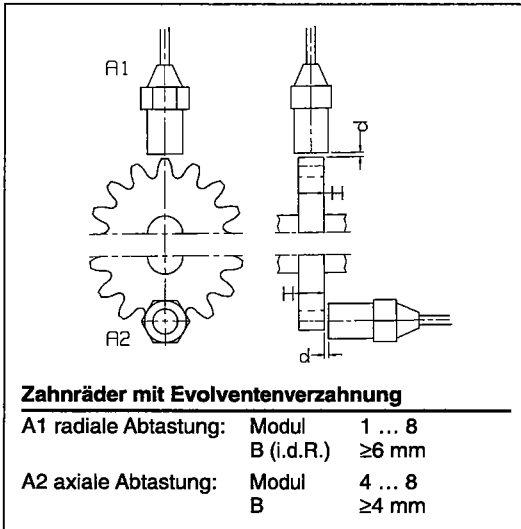 A1
d
H
H
A2
d
Zahnräder mit Evolventenverzahnung
A1 radiale Abtastung: Modul 1 ... 8
B (i.d.R.) ≥6 mm
A2 axiale Abtastung: Modul 4 ... 8
B ≥4 mm